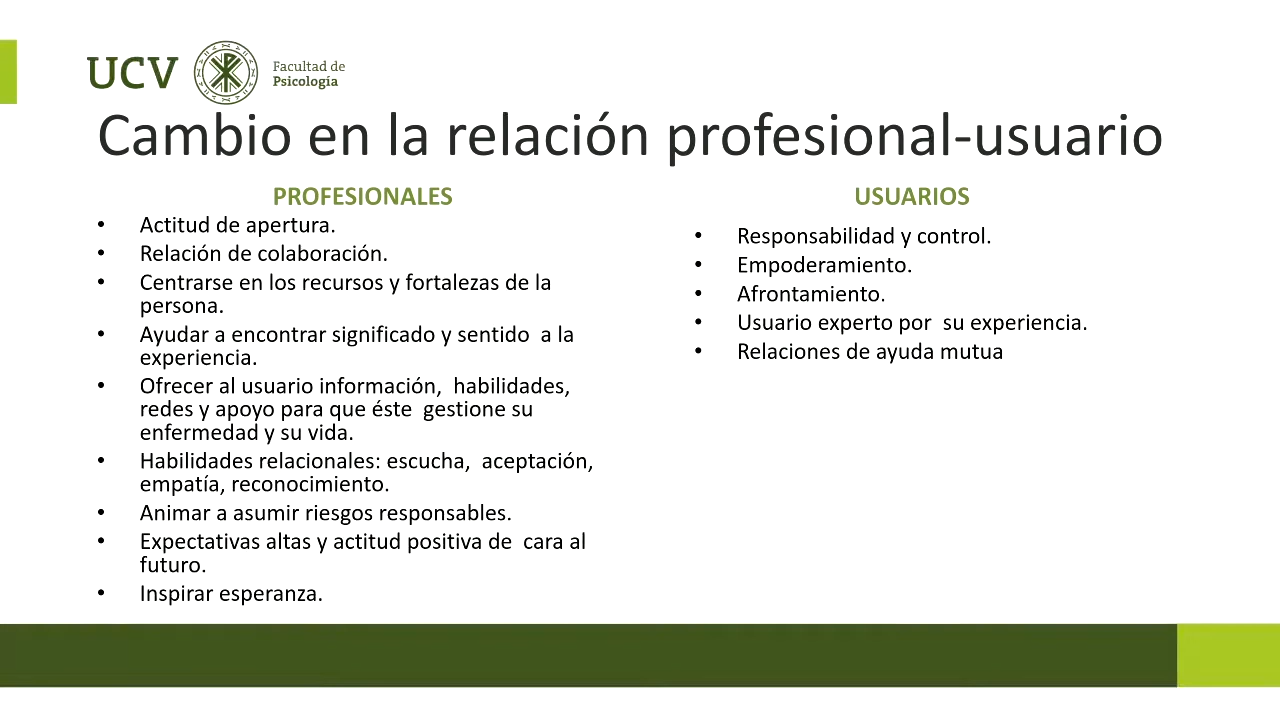 UCV
Facultad de
Psicología
Cambio en la relación profesional-usuario
PROFESIONALES
• Actitud de apertura.
• Relación de colaboración.
• Centrarse en los recursos y fortalezas de la
persona.
• Ayudar a encontrar significado y sentido  a la
experiencia.
• Ofrecer al usuario información,  habilidades,
redes y apoyo para que éste  gestione su
enfermedad y su vida.
• Habilidades relacionales: escucha,  aceptación,
empatía, reconocimiento.
• Animar a asumir riesgos responsables.
• Expectativas altas y actitud positiva de  cara al
futuro.
• Inspirar esperanza.
USUARIOS
• Responsabilidad y control.
• Empoderamiento.
• Afrontamiento.
• Usuario experto por  su experiencia.
• Relaciones de ayuda mutua